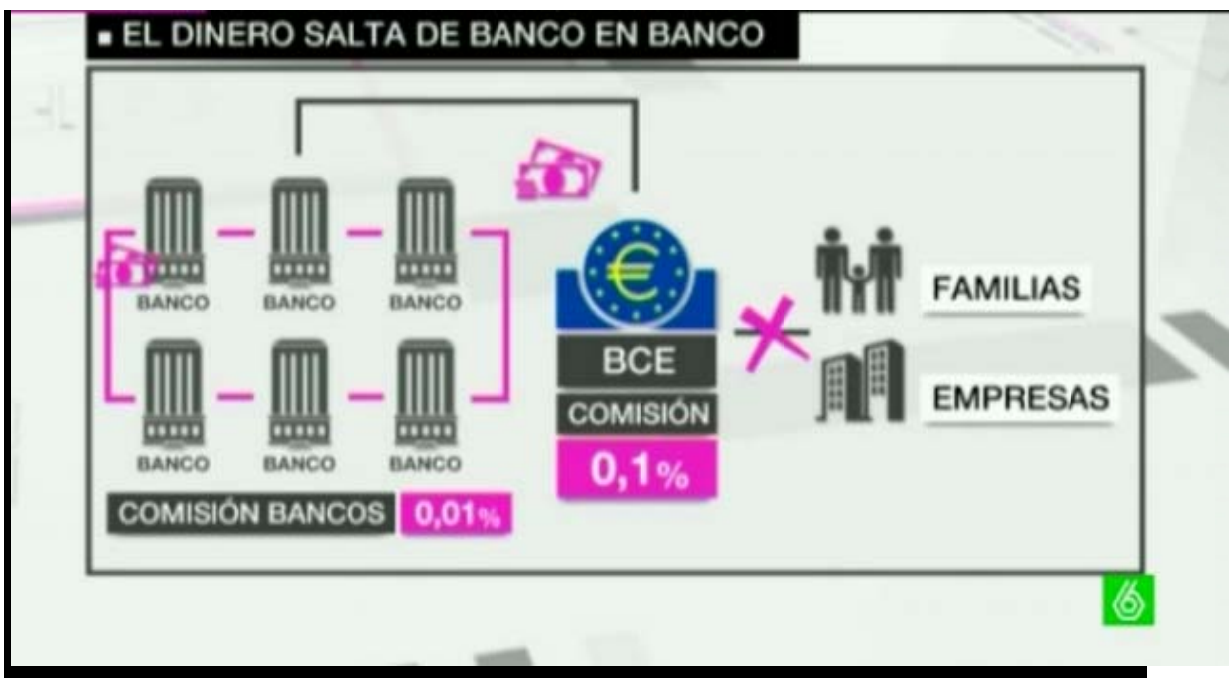 EL DINERO SALTA DE BANCO EN BANCO
BANCO BANCO BANCO
BANCO BANCO BANCO
COMISIÓN BANCOS 0,01%
BCE
COMISIÓN
0,1%
FAMILIAS
EMPRESAS
6